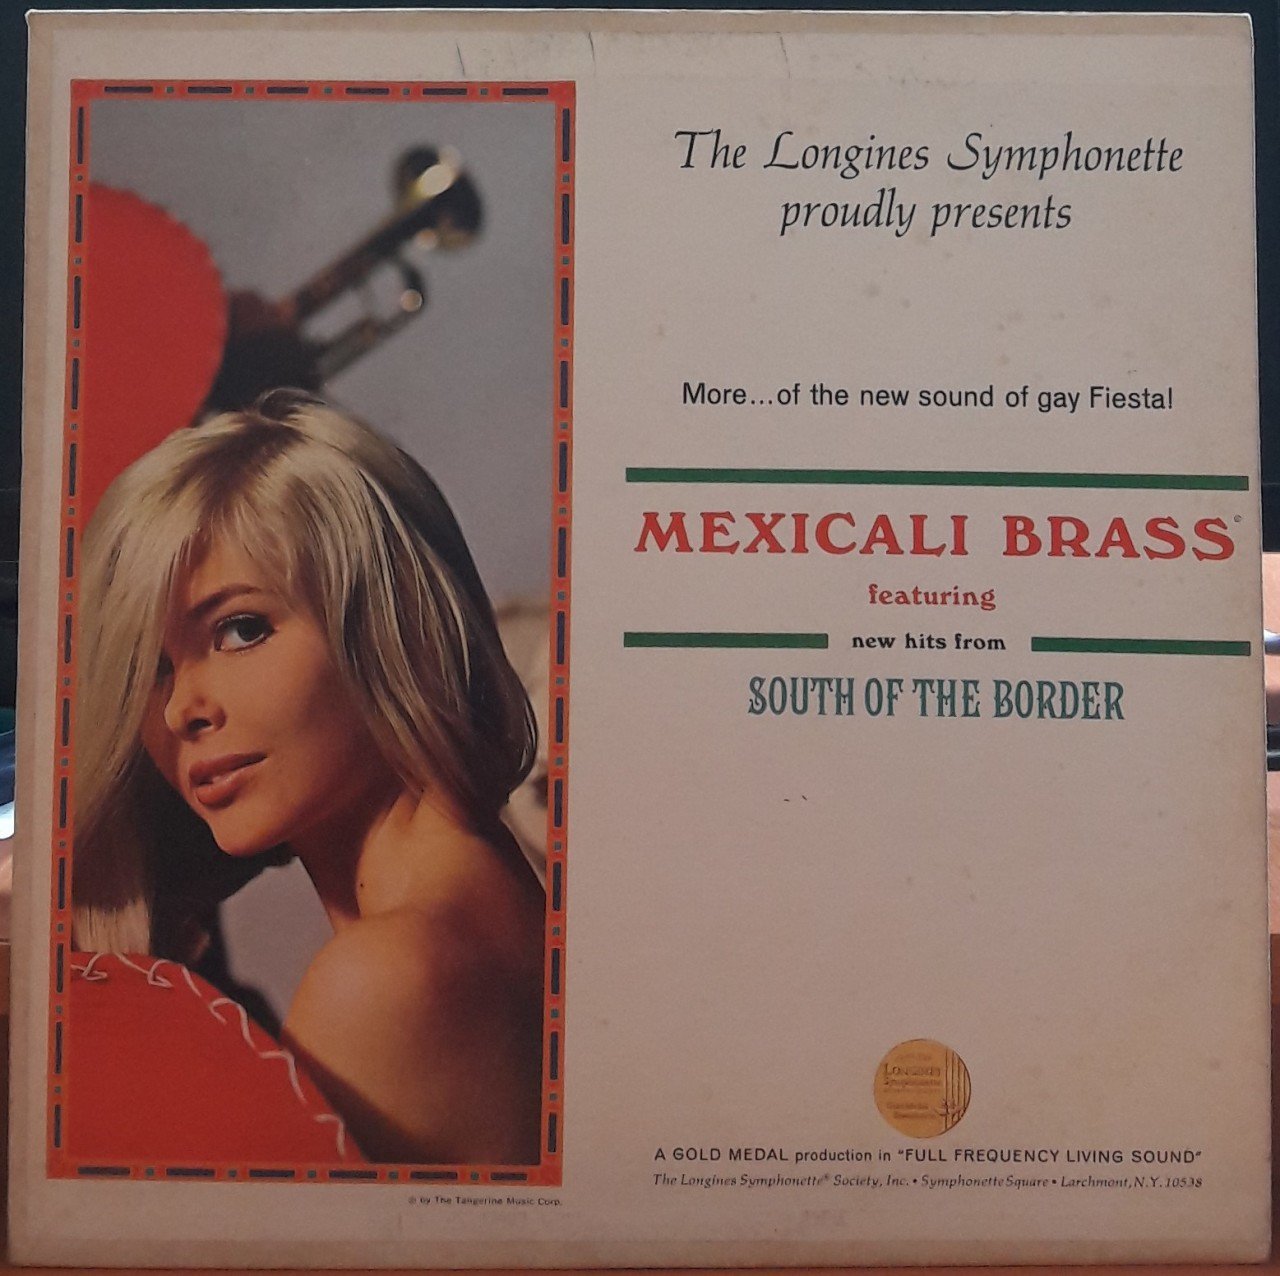 The Longines Symphonette
proudly presents
More...of the new sound of gay Fiesta!
MEXICALI BRASS®
featuring
new hits from
SOUTH OF THE BORDER
LONGINES
Symphonette
A GOLD MEDAL production in "FULL FREQUENCY LIVING SOUND"
The Longines Symphonette® Society, Inc. • Symphonette Square • Larchmont, N.Y. 10538
© by The Tangerine Music Corp.